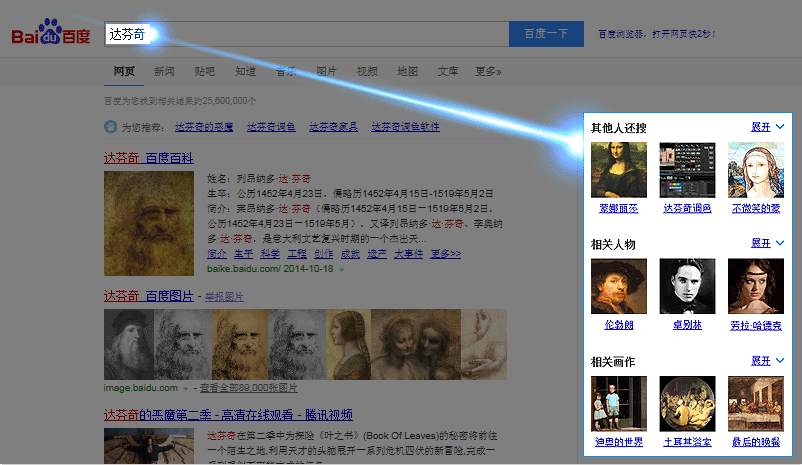 Bai du 百度
达芬奇
百度一下
百度浏览器，打开网页快2秒！
网页 新闻 贴吧 知道 音乐 图片 视频 地图 文库 更多»
百度为您找到相关结果约25,600,000个
为您推荐： 达芬奇的恶魔 达芬奇调色 达芬奇家具 达芬奇调色软件
达芬奇_百度百科
姓名：列昂纳多·达·芬奇
生卒：公历1452年4月23日，儒略历1452年4月15日-1519年5月2日
简介：莱昂纳多·达·芬奇（儒略历1452年4月15日－1519年5月2日，
公历1452年4月23日－1519年5月），又译列昂纳多·达·芬奇，李奥纳
多·达·芬奇，是意大利文艺复兴时期的一个杰出天...
简介 生平 科学 工程 创作 成就 遗产 大事件 更多>>
baike.baidu.com/ 2014-10-18
达芬奇_百度图片 - 举报图片
image.baidu.com - 查看全部89,000张图片
达芬奇的恶魔第二季 - 高清在线观看 - 腾讯视频
达芬奇在第二季中为探险《叶之书》(Book Of Leaves)的秘密将前往
一个陌生之地,利用天才的头脑展开一系列危机四伏的新冒险,完成一
其他人还搜 展开
蒙娜丽莎 达芬奇调色 不微笑的蒙
相关人物 展开
伦勃朗 卓别林 劳拉·哈德克
相关画作 展开
迪恩的世界 土耳其浴室 最后的晚餐